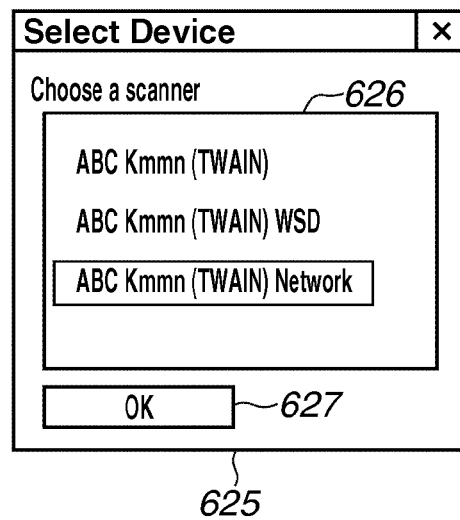 Select Device ×
Choose a scanner
626
ABC Kmmn (TWAIN)
ABC Kmmn (TWAIN) WSD
ABC Kmmn (TWAIN) Network
OK
627
625